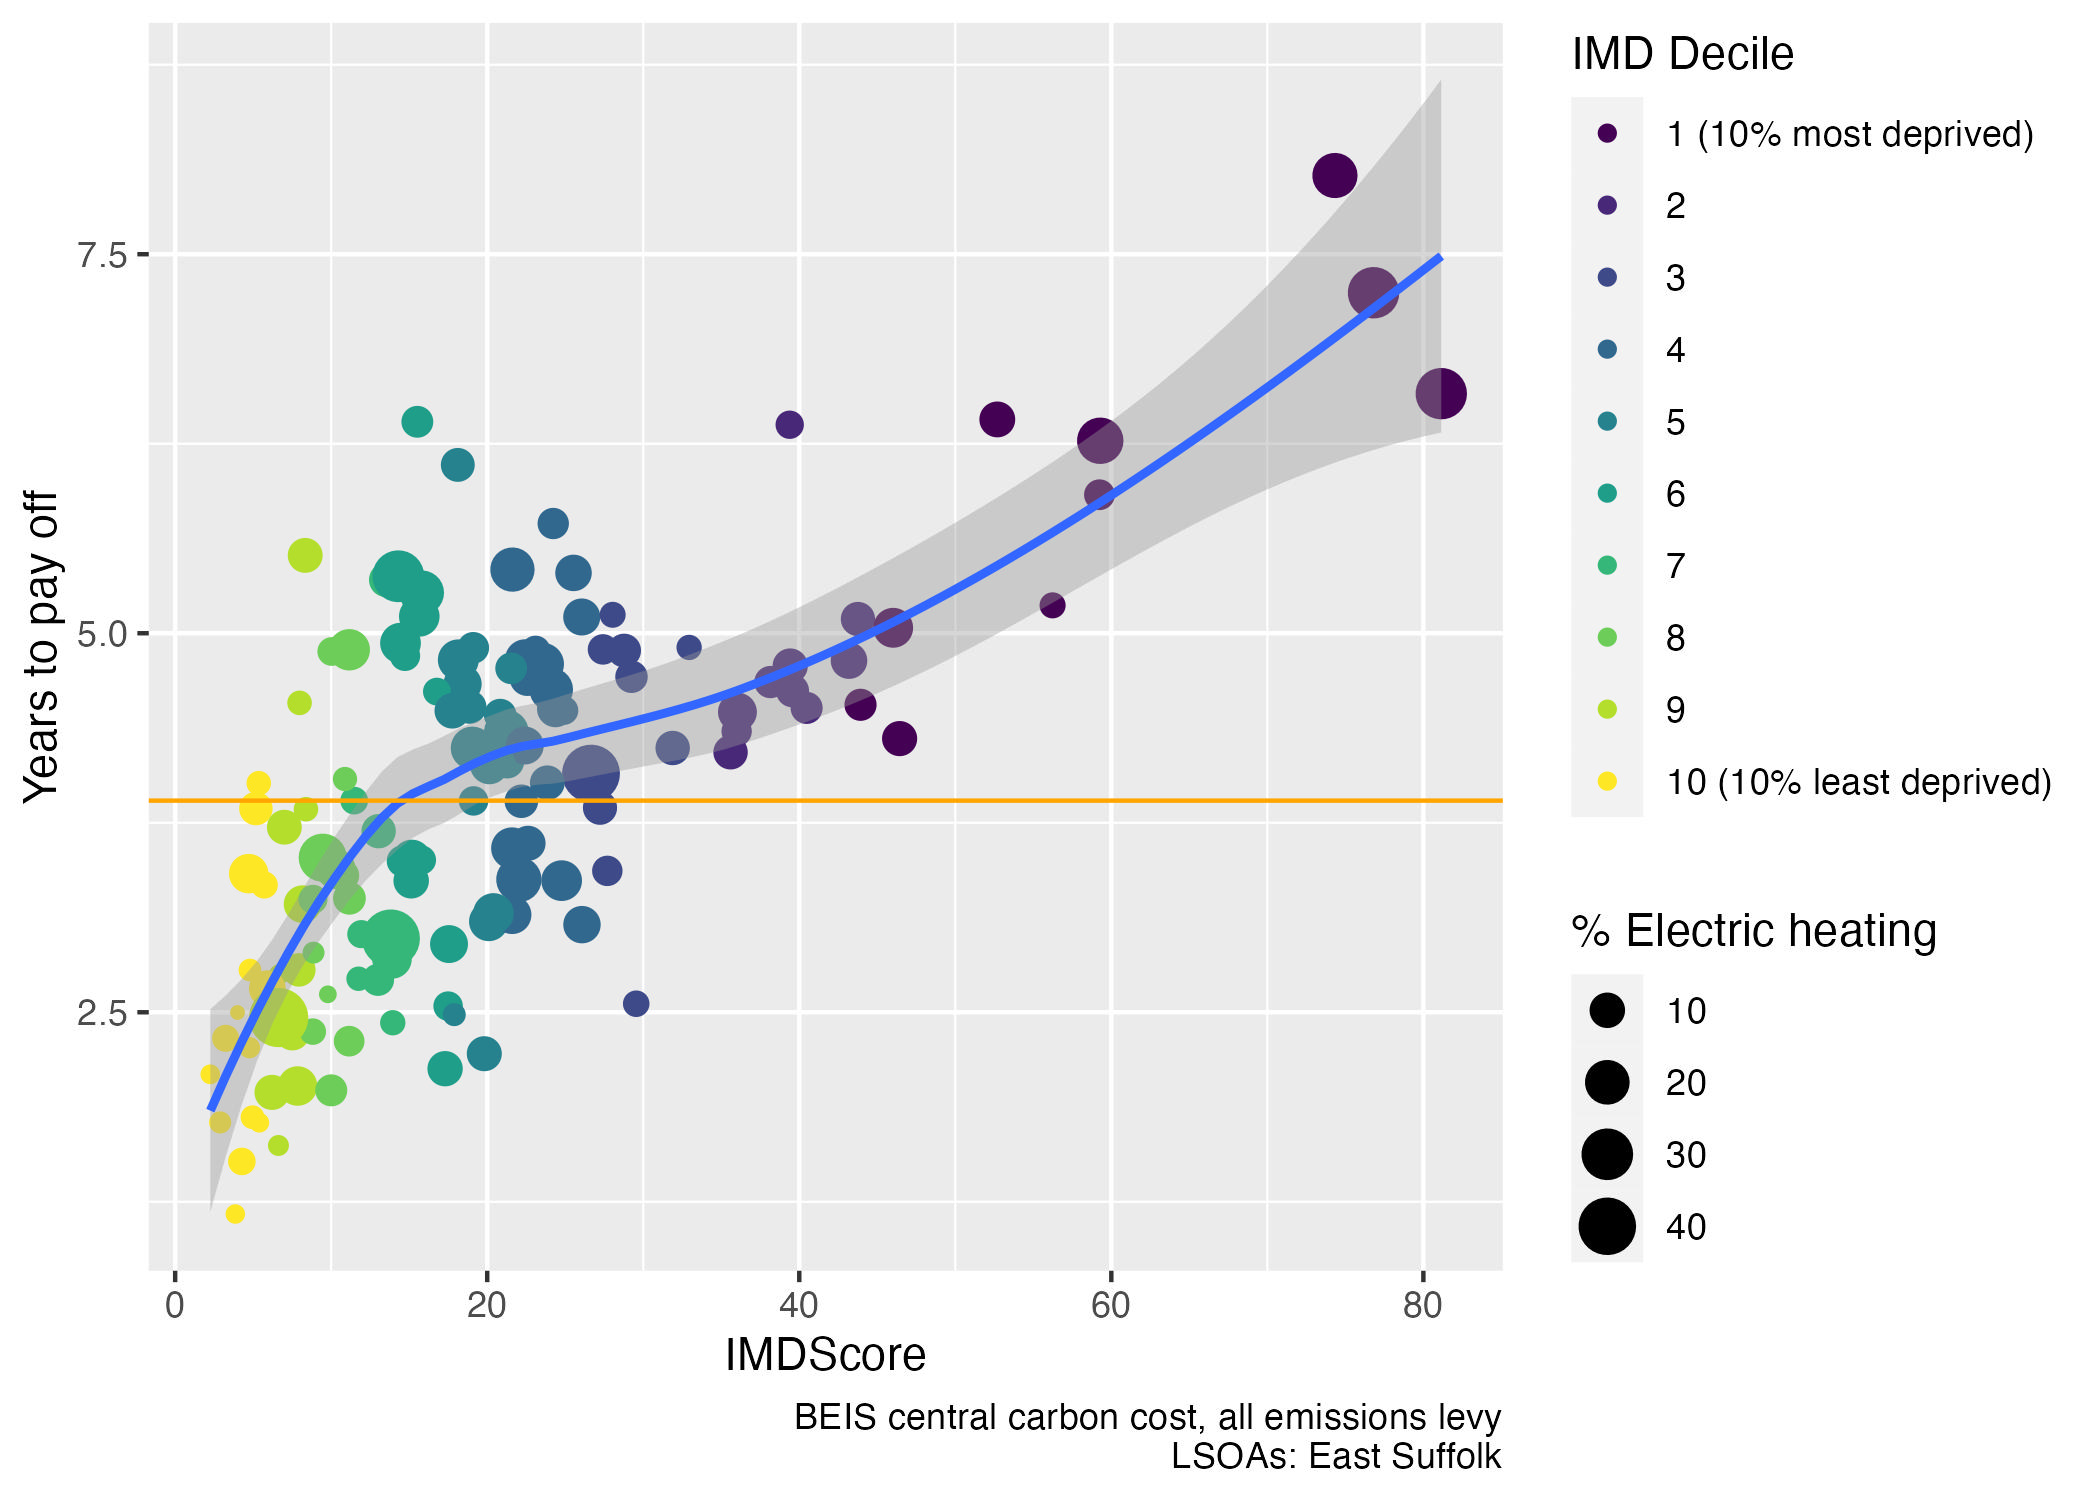 Years to pay off
7.5
5.0
2.5
0
20
40
60
80
IMDScore
BEIS central carbon cost, all emissions levy
LSOAs: East Suffolk
IMD Decile
1 (10% most deprived)
2
3
4
5
6
7
8
9
10 (10% least deprived)
% Electric heating
10
20
30
40